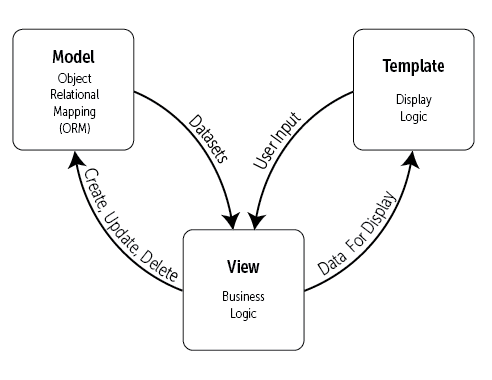 Model
Object
Relational
Mapping
(ORM)
Template
Display
Logic
Datasets
User Input
Create, Update, Delete
Data For Display
View
Business
Logic